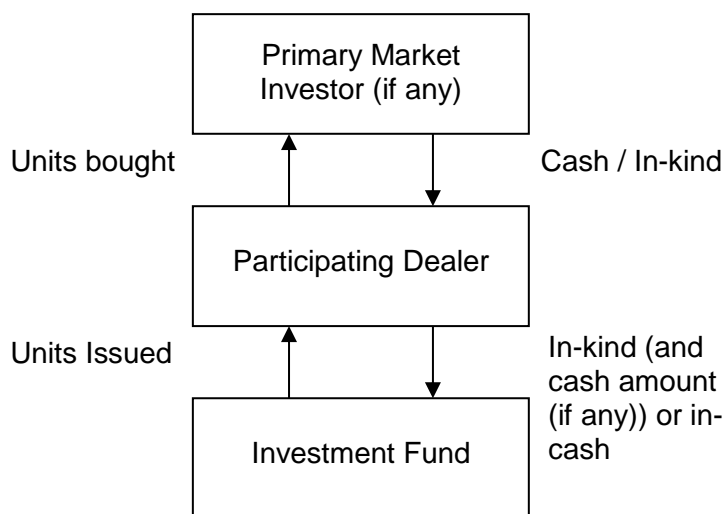 Primary Market
Investor (if any)
Units bought
Cash / In-kind
Participating Dealer
Units Issued
In-kind (and
cash amount
(if any)) or in-
cash
Investment Fund